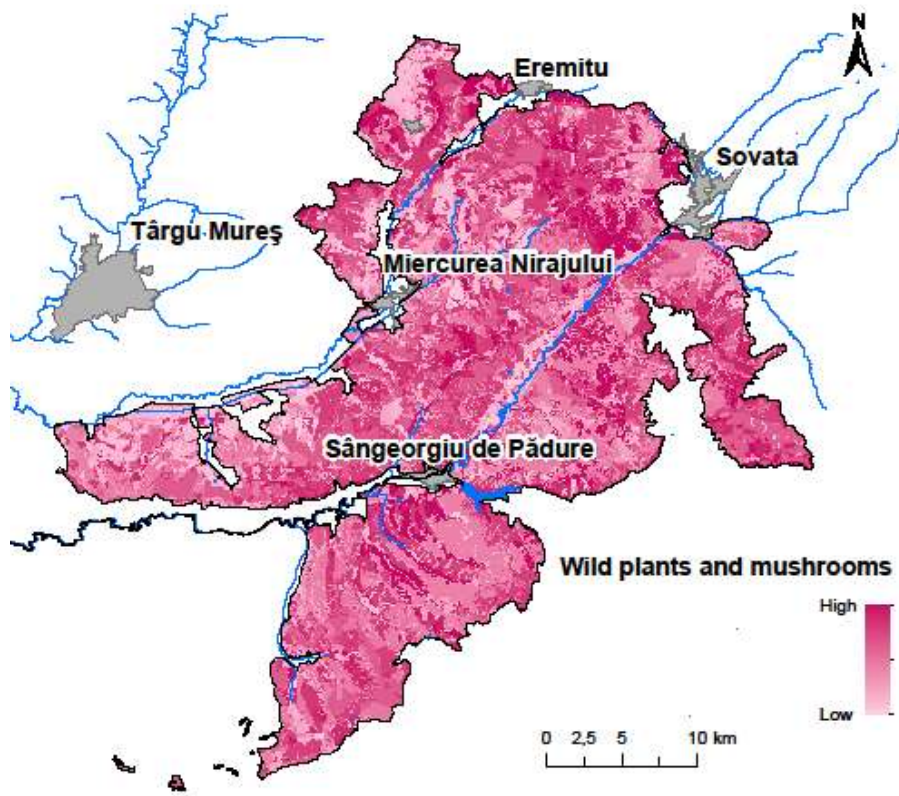 N
Eremitu
Sovata
Târgu Mureş
Miercurea Nirajului
Sângeorgiu de Pădure
Wild plants and mushrooms
High
Low
0 2,5 5 10 km